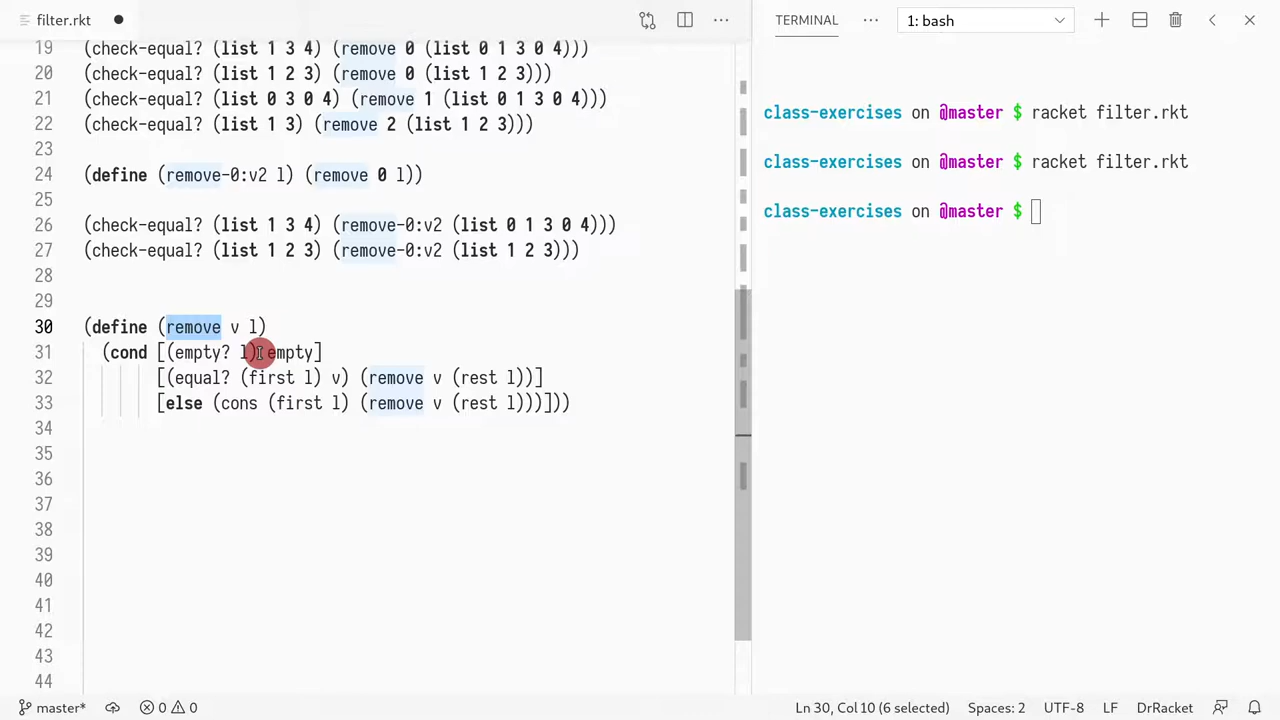 filter.rkt
19 (check-equal? (list 1 3 4) (remove 0 (list 0 1 3 0 4)))
20 (check-equal? (list 1 2 3) (remove 0 (list 1 2 3)))
21 (check-equal? (list 0 3 0 4) (remove 1 (list 0 1 3 0 4)))
22 (check-equal? (list 1 3) (remove 2 (list 1 2 3)))
23
24 (define (remove-0:v2 l) (remove 0 l))
25
26 (check-equal? (list 1 3 4) (remove-0:v2 (list 0 1 3 0 4)))
27 (check-equal? (list 1 2 3) (remove-0:v2 (list 1 2 3)))
28
29
30 (define (remove v l)
31 (cond [(empty? l) empty]
32 [(equal? (first l) v) (remove v (rest l))]
33 [else (cons (first l) (remove v (rest l)))]))
34
35
36
37
38
39
40
41
42
43
44
TERMINAL ··· 1: bash
class-exercises on @master $ racket filter.rkt
class-exercises on @master $ racket filter.rkt
class-exercises on @master $
master* 0 0 Ln 30, Col 10 (6 selected) Spaces: 2 UTF-8 LF DrRacket